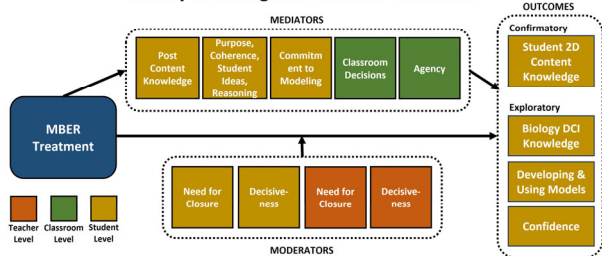 OUTCOMES
MEDIATORS
Confirmatory
Post
Content
Knowledge
Purpose,
Coherence,
Student
Ideas,
Reasoning
Commitm
ent to
Modeling
Classroom
Decisions
Agency
Student 2D
Content
Knowledge
Exploratory
MBER
Treatment
Biology DCI
Knowledge
Need for
Closure
Decisive-
ness
Need for
Closure
Decisive-
ness
Developing &
Using Models
Confidence
Teacher
Level
Classroom
Level
Student
Level
MODERATORS